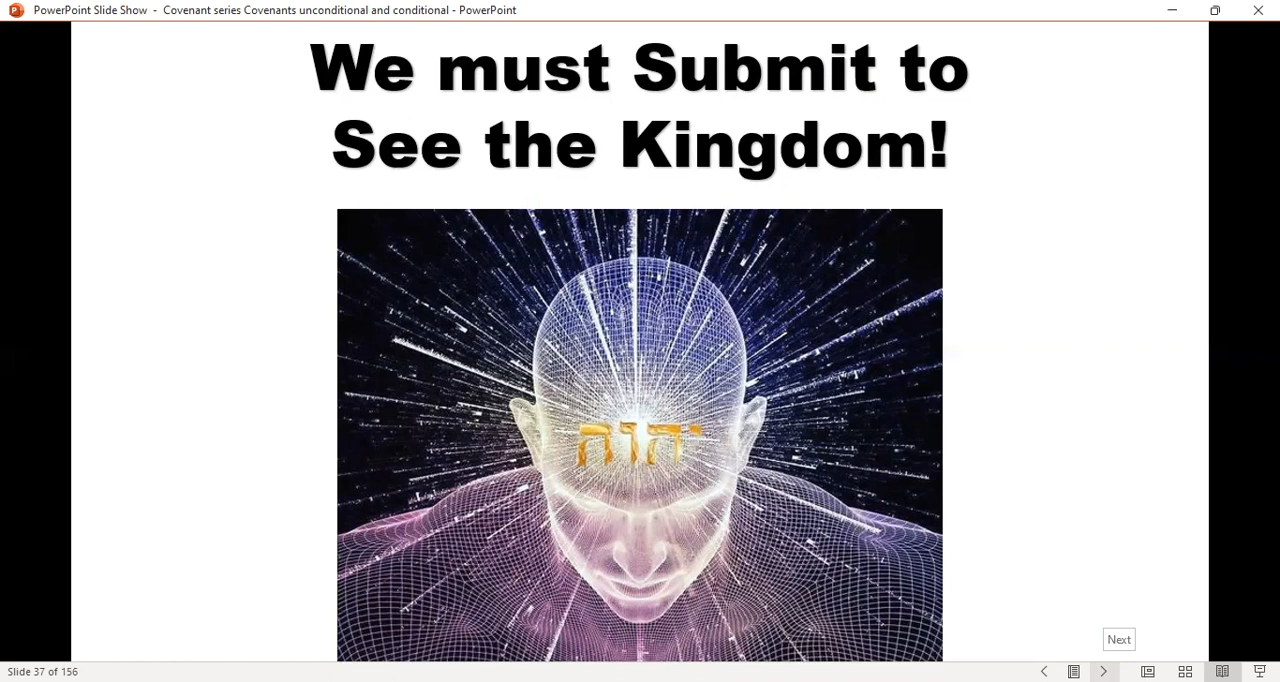 PowerPoint Slide Show - Covenant series Covenants unconditional and conditional - PowerPoint
We must Submit to
See the Kingdom!
יהוה
Next
Slide 37 of 156